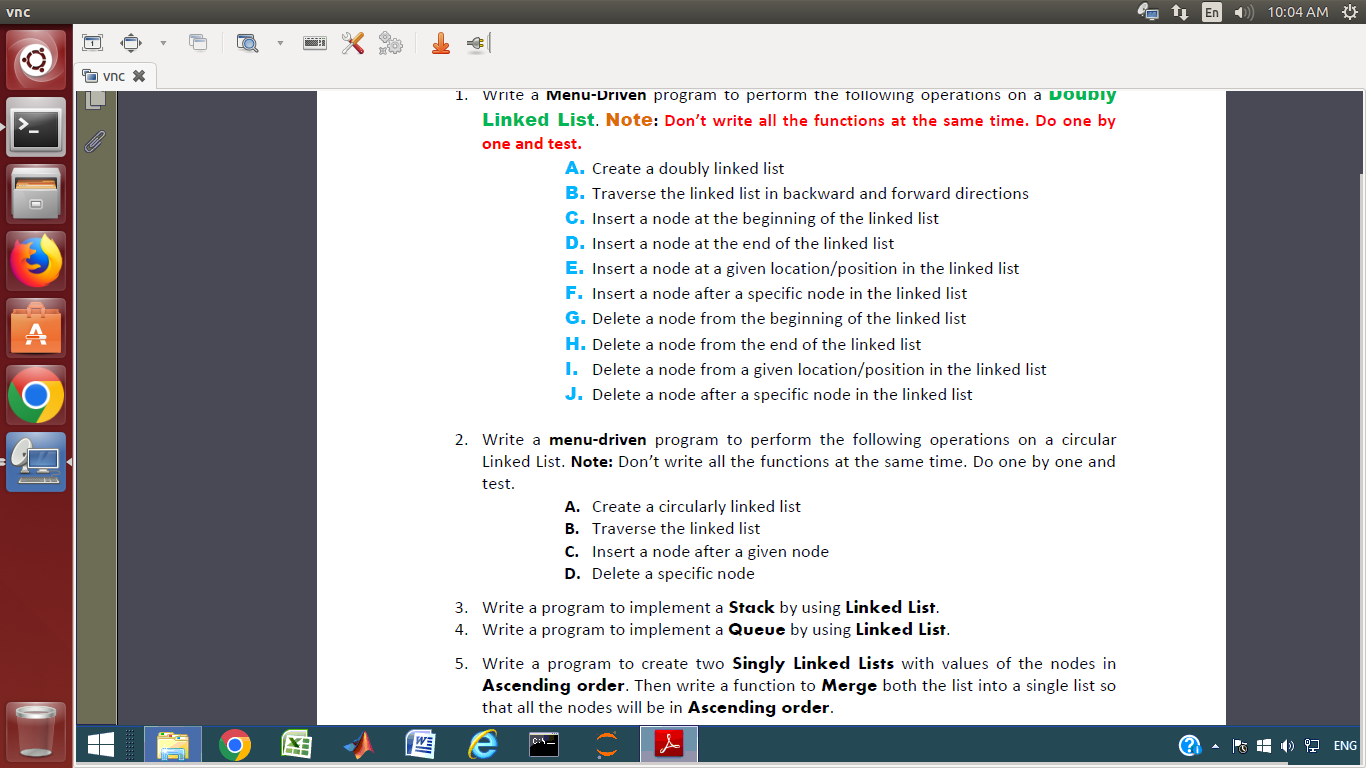 vnc
En
10:04 AM
vnc
1. Write a Menu-Driven program to perform the following operations on a Doubly
Linked List. Note: Don’t write all the functions at the same time. Do one by
one and test.
A. Create a doubly linked list
B. Traverse the linked list in backward and forward directions
C. Insert a node at the beginning of the linked list
D. Insert a node at the end of the linked list
E. Insert a node at a given location/position in the linked list
F. Insert a node after a specific node in the linked list
G. Delete a node from the beginning of the linked list
H. Delete a node from the end of the linked list
I. Delete a node from a given location/position in the linked list
J. Delete a node after a specific node in the linked list
2. Write a menu-driven program to perform the following operations on a circular
Linked List. Note: Don’t write all the functions at the same time. Do one by one and
test.
A. Create a circularly linked list
B. Traverse the linked list
C. Insert a node after a given node
D. Delete a specific node
3. Write a program to implement a Stack by using Linked List.
4. Write a program to implement a Queue by using Linked List.
5. Write a program to create two Singly Linked Lists with values of the nodes in
Ascending order. Then write a function to Merge both the list into a single list so
that all the nodes will be in Ascending order.
ENG